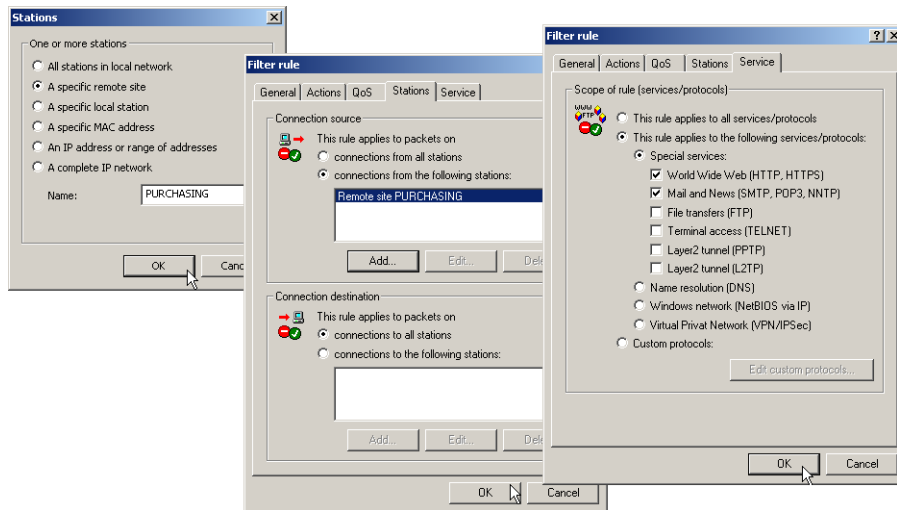 Stations
One or more stations
All stations in local network
A specific remote site
A specific local station
A specific MAC address
An IP address or range of addresses
A complete IP network
Name: PURCHASING
OK Canc
Filter rule
General Actions QoS Stations Service
Connection source
This rule applies to packets on
connections from all stations
connections from the following stations:
Remote site PURCHASING
Add... Edit... Dele
Connection destination
This rule applies to packets on
connections to all stations
connections to the following stations:
Add... Edit... Dele
OK Cancel
Filter rule
General Actions QoS Stations Service
Scope of rule (services/protocols)
WWW
FTP
This rule applies to all services/protocols
This rule applies to the following services/protocols:
Special services:
World Wide Web (HTTP, HTTPS)
Mail and News (SMTP, POP3, NNTP)
File transfers (FTP)
Terminal access (TELNET)
Layer2 tunnel (PPTP)
Layer2 tunnel (L2TP)
Name resolution (DNS)
Windows network (NetBIOS via IP)
Virtual Privat Network (VPN/IPSec)
Custom protocols:
Edit custom protocols...
OK Cancel